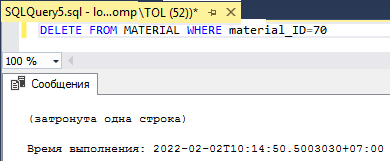 SQLQuery5.sql - lo...omp\TOL (52))*
DELETE FROM MATERIAL WHERE material_ID=70
100 %
Сообщения
(затронута одна строка)
Время выполнения: 2022-02-02T10:14:50.5003030+07:00